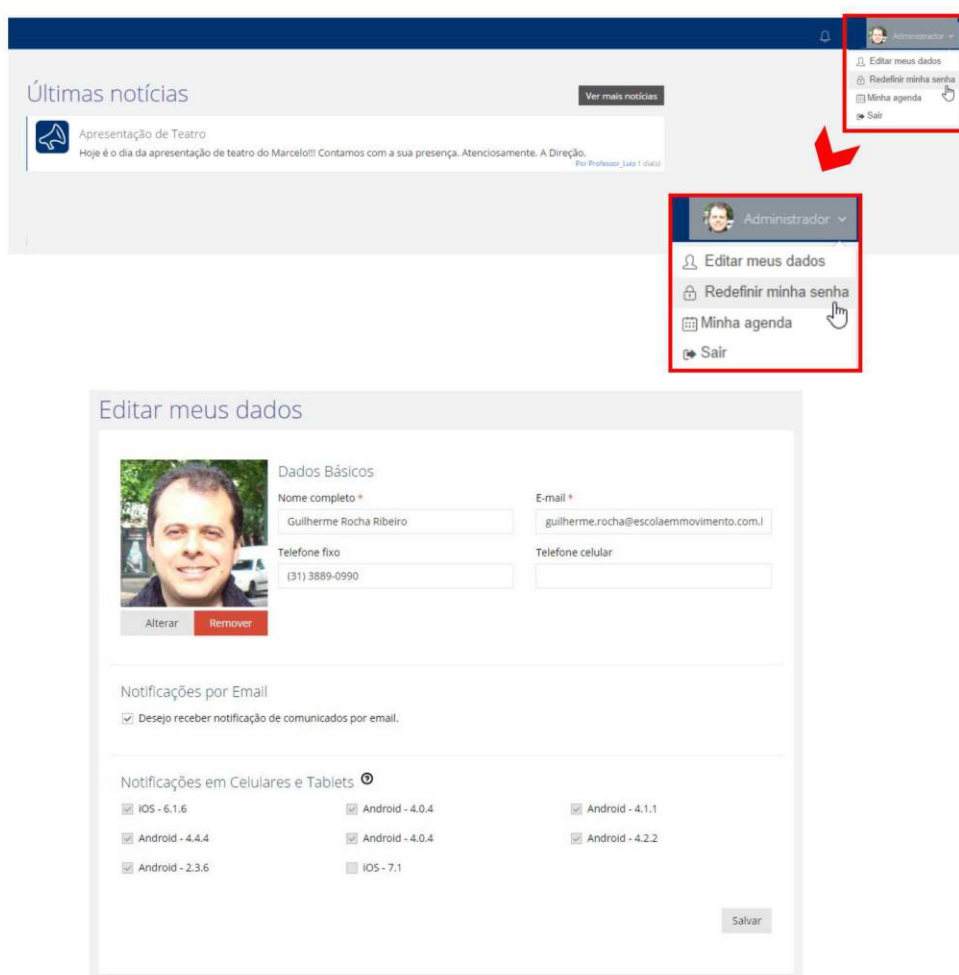 Administrador
Editar meus dados
Redefinir minha senha
Minha agenda
Sair
Últimas notícias
Ver mais notícias
Apresentação de Teatro
Hoje é o dia da apresentação de teatro do Marcelo!!! Contamos com a sua presença. Atenciosamente. A Direção.
Por Professor_Luiz 1 dia(s)
Administrador
Editar meus dados
Redefinir minha senha
Minha agenda
Sair
Editar meus dados
Dados Básicos
Nome completo * E-mail *
Guilherme Rocha Ribeiro guilherme.rocha@escolaemmovimento.com.l
Telefone fixo Telefone celular
(31) 3889-0990
Alterar Remover
Notificações por Email
Desejo receber notificação de comunicados por email.
Notificações em Celulares e Tablets
iOS - 6.1.6 Android - 4.0.4 Android - 4.1.1
Android - 4.4.4 Android - 4.0.4 Android - 4.2.2
Android - 2.3.6 iOS - 7.1
Salvar